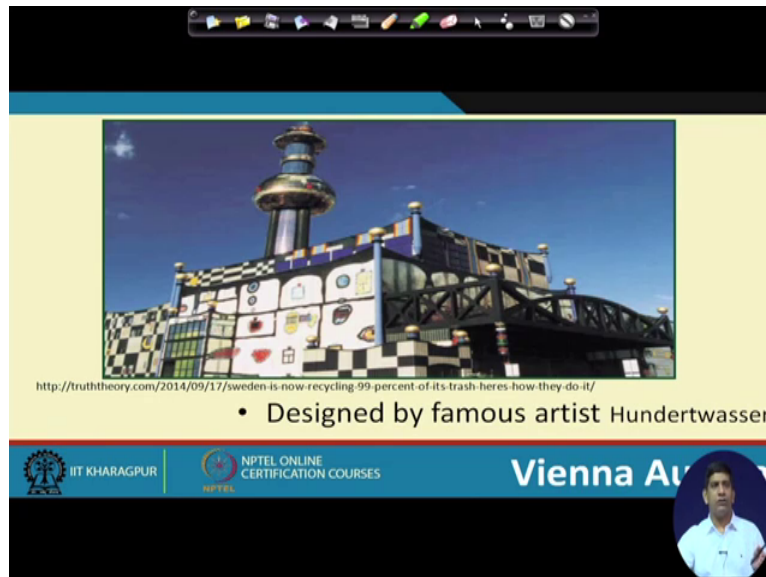 http://truththeory.com/2014/09/17/sweden-is-now-recycling-99-percent-of-its-trash-heres-how-they-do-it/
• Designed by famous artist Hundertwasser
IIT KHARAGPUR
NPTEL
NPTEL ONLINE
CERTIFICATION COURSES
Vienna Au